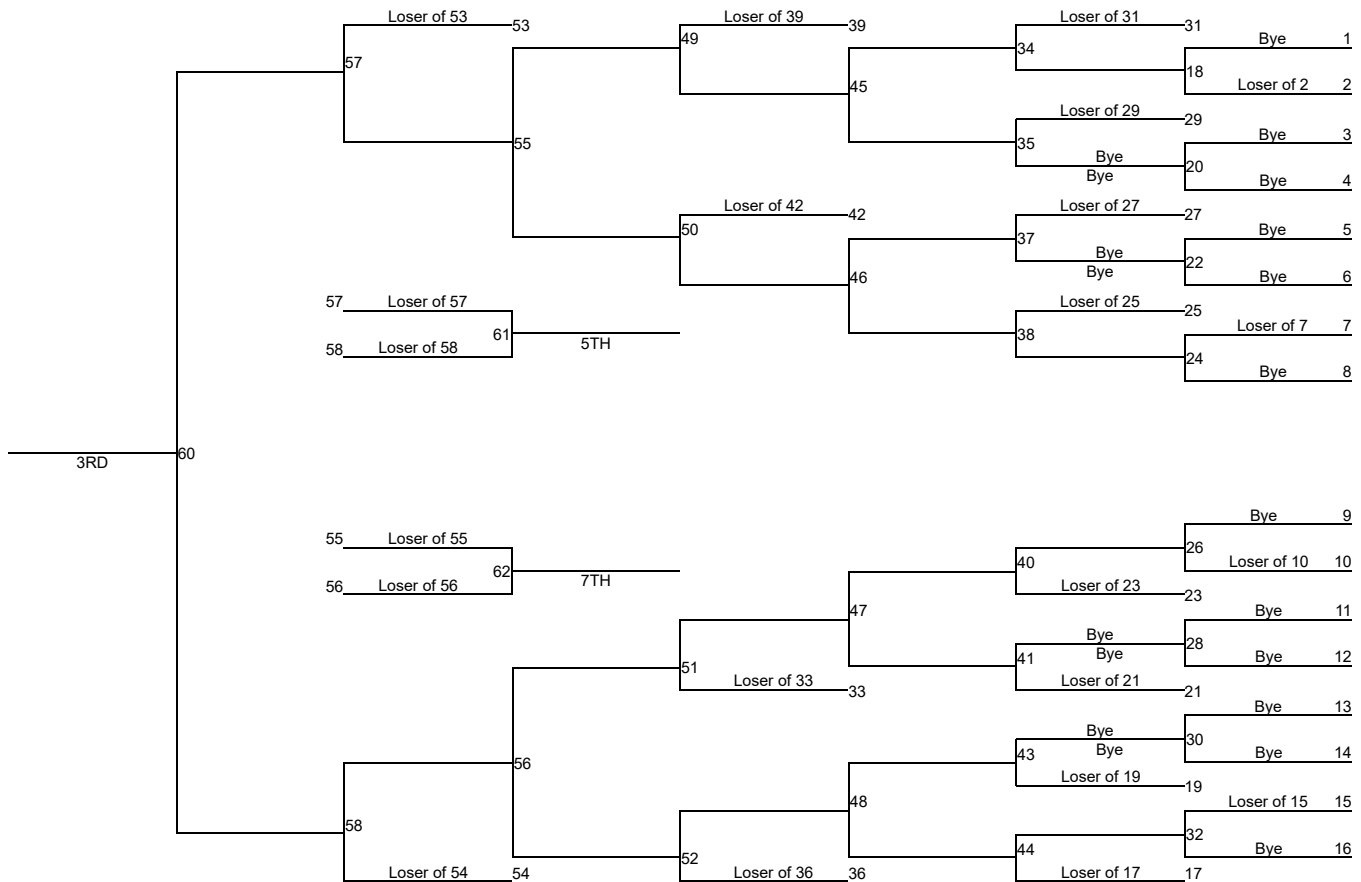 Loser of 53 53 Loser of 39 39 Loser of 31 31
Bye 1
49 34
57 18
45 Loser of 2 2
Loser of 29 29
Bye 3
55 35
Bye 20
Bye
Bye 4
Loser of 42 42 Loser of 27 27
50 Bye 5
37
Bye 22
Bye
46 Bye 6
57 Loser of 57 Loser of 25 25
Loser of 7 7
61 5TH 38
58 Loser of 58 24
Bye 8
60
3RD
Bye 9
55 Loser of 55 26
62 40 Loser of 10 10
7TH
56 Loser of 56 Loser of 23 23
47 Bye 11
Bye 28
41 Bye
Bye 12
51
Loser of 33 33 Loser of 21 21
Bye 13
Bye 30
43 Bye
Bye 14
56
Loser of 19 19
48 Loser of 15 15
58 32
44 Bye 16
52
Loser of 54 54 Loser of 36 36 Loser of 17 17